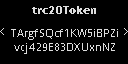 trc20Token
< TArgfSQcf1KW5iBPZi >
vcj429E83DXUxnNZ